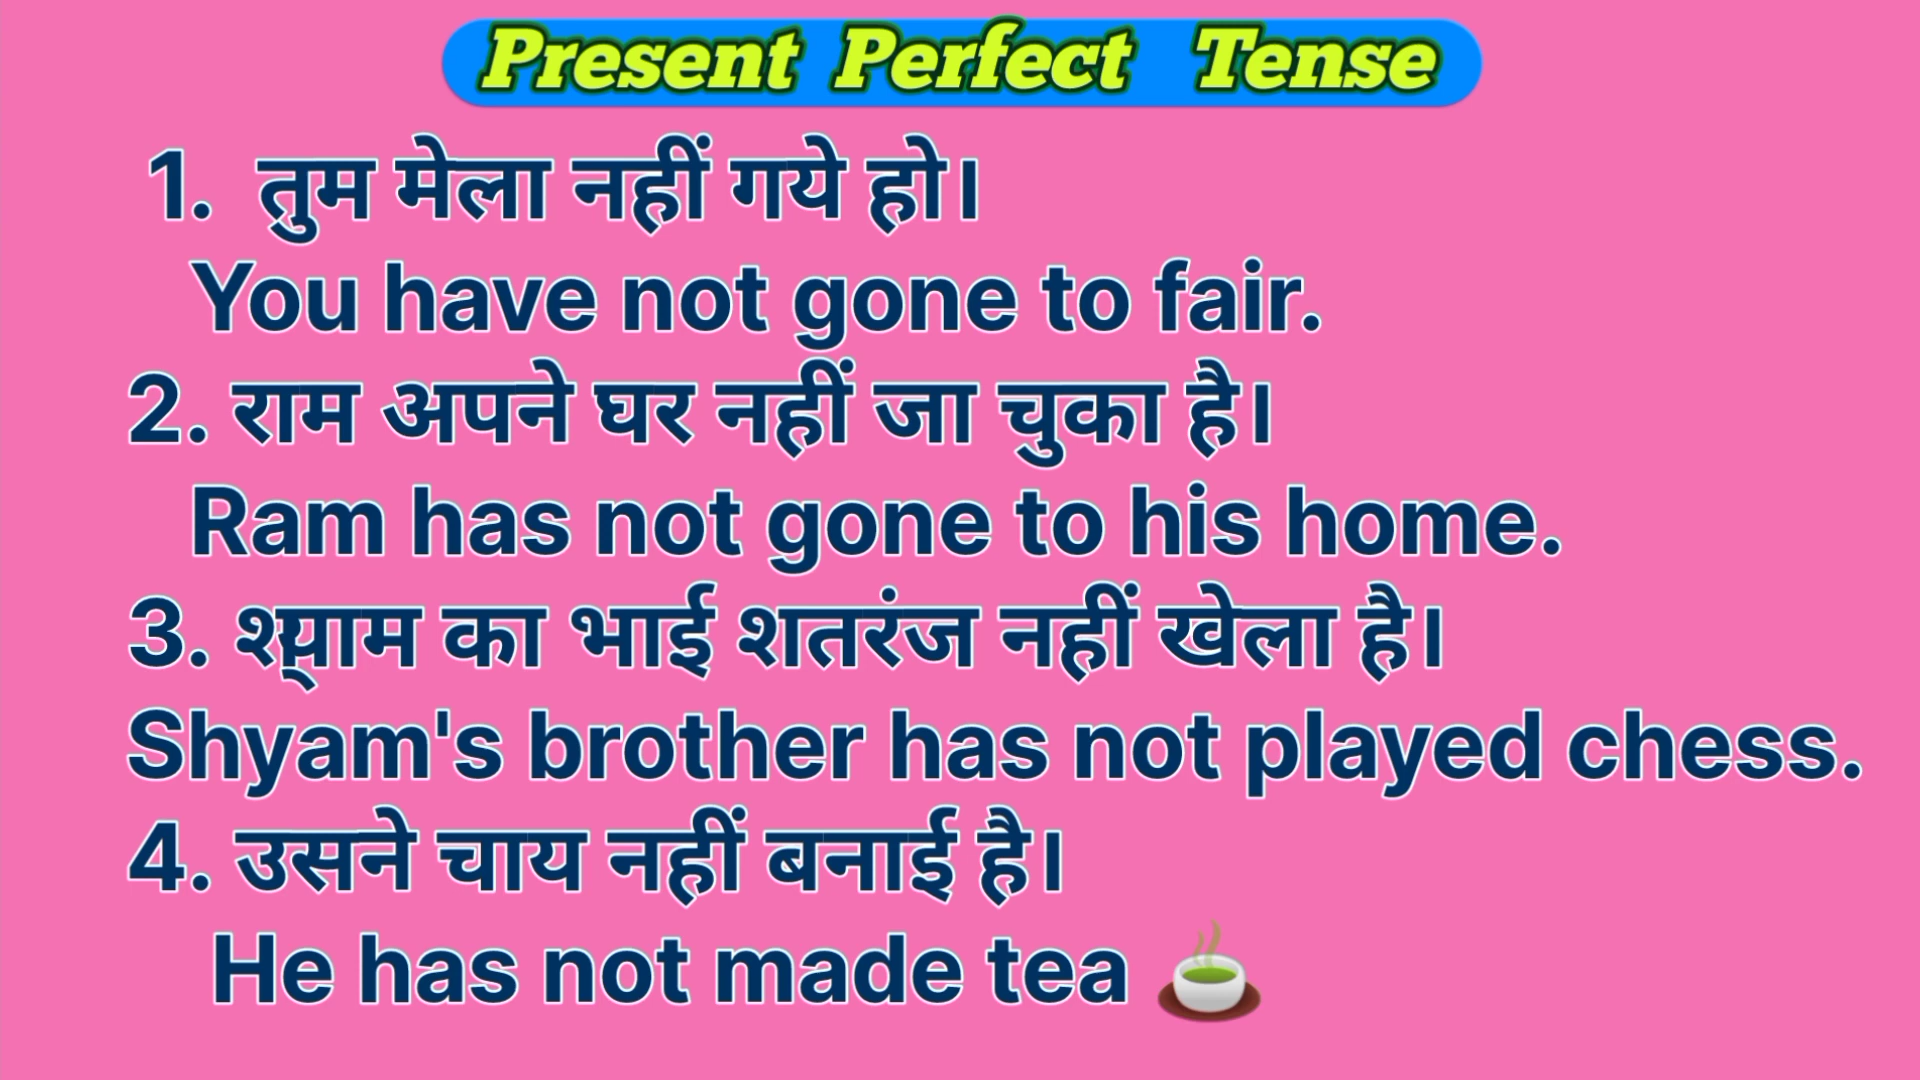 Present Perfect Tense
1. तुम मेला नहीं गये हो।
You have not gone to fair.
2. राम अपने घर नहीं जा चुका है।
Ram has not gone to his home.
3. श्य्राम का भाई शतरंज नहीं खेला है।
Shyam's brother has not played chess.
4. उसने चाय नहीं बनाई है।
He has not made tea